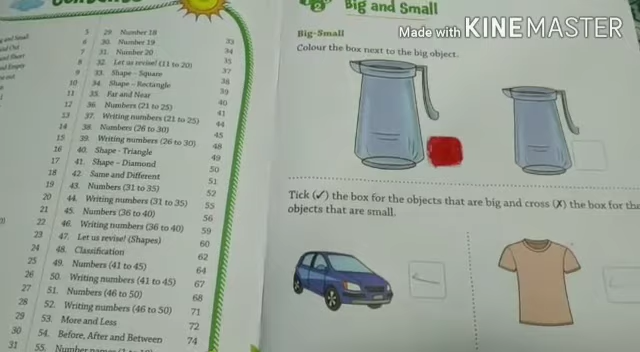 and Small 5 29. Number 18 33
6 30. Number 19 34
7 31. Number 20 35
8 32. Let us revise! (11 to 20) 37
9 33. Shape - Square 38
10 34. Shape - Rectangle 39
11 35. Far and Near 40
12 36. Numbers (21 to 25) 41
13 37. Writing numbers (21 to 25) 44
14 38. Numbers (26 to 30) 45
15 39. Writing numbers (26 to 30) 48
16 40. Shape - Triangle 49
17 41. Shape - Diamond 50
18 42. Same and Different 51
19 43. Numbers (31 to 35) 52
20 44. Writing numbers (31 to 35) 55
21 45. Numbers (36 to 40) 56
22 46. Writing numbers (36 to 40) 59
23 47. Let us revise! (Shapes) 60
24 48. Classification 62
25 49. Numbers (41 to 45) 64
26 50. Writing numbers (41 to 45) 67
27 51. Numbers (46 to 50) 68
28 52. Writing numbers (46 to 50) 71
29 53. More and Less 72
30 54. Before, After and Between 74
31 55.
Big and Small
Made with KINEMASTER
Big-Small
Colour the box next to the big object.
Tick (✓) the box for the objects that are big and cross (✗) the box for the
objects that are small.